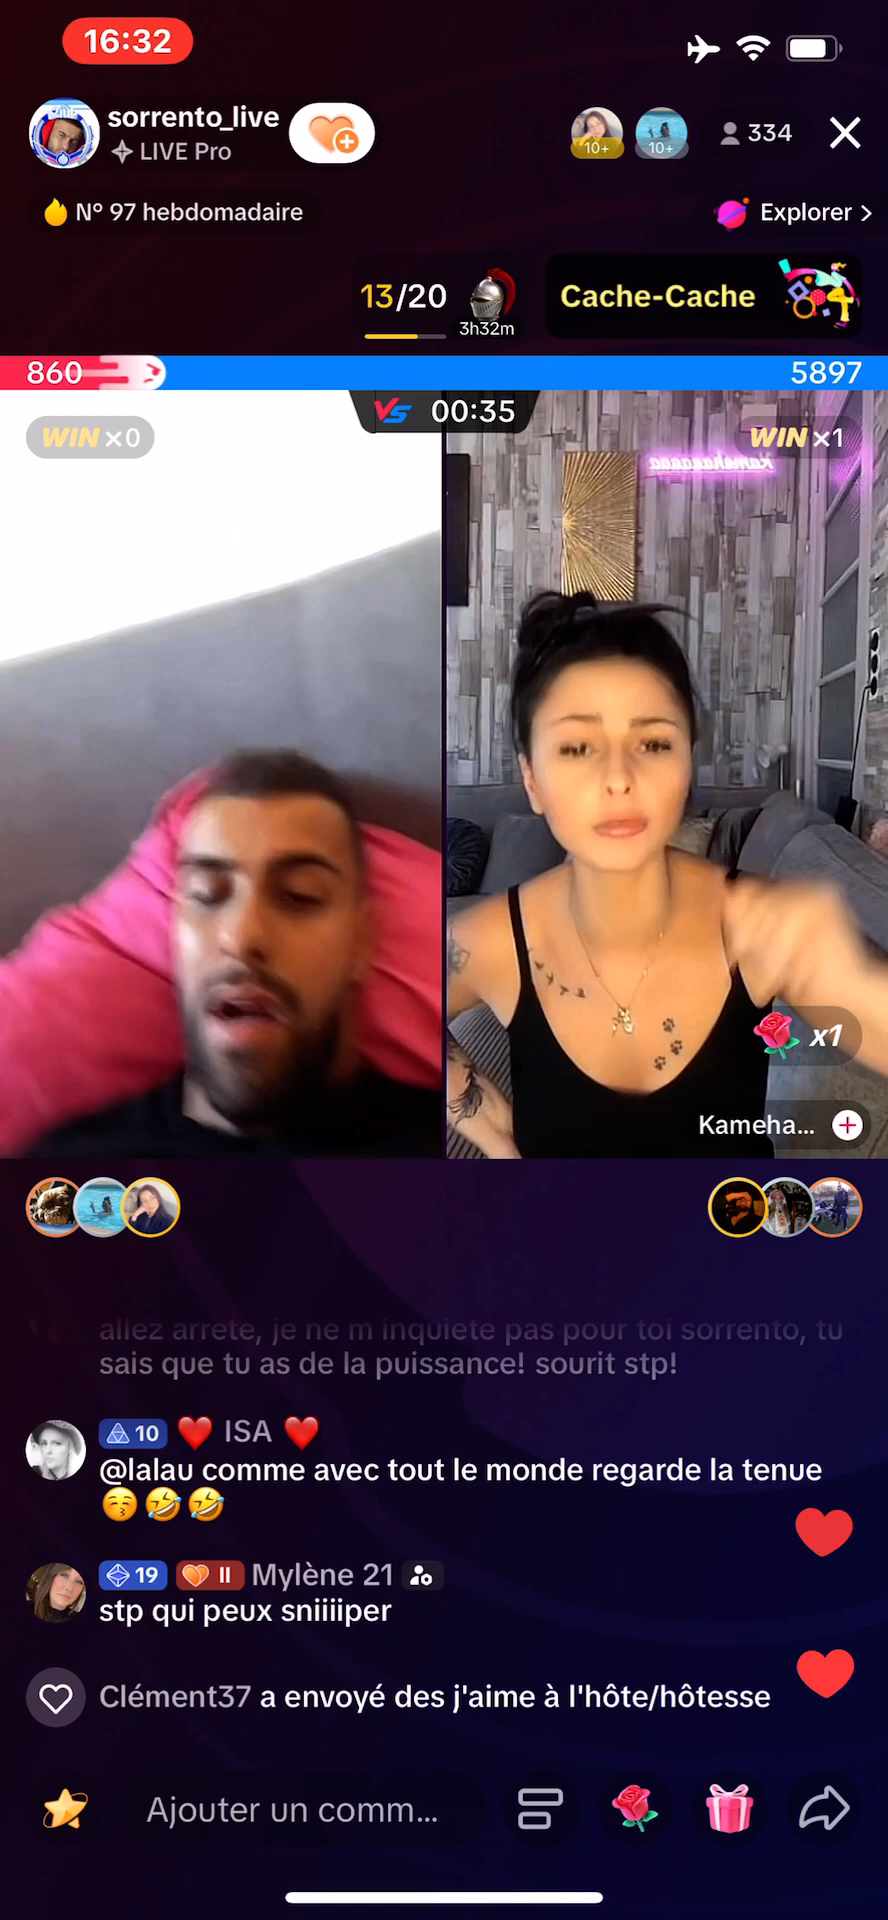 16:32
sorrento_live
LIVE Pro
10+
10+
334
N° 97 hebdomadaire
Explorer >
13/20
3h32m
Cache-Cache
860
5897
VS 00:35
WIN x0
WIN x1
Kamehaaaaa
x1
Kameha...
allez arrete, je ne m inquiete pas pour toi sorrento, tu
sais que tu as de la puissance! sourit stp!
10 ❤️ ISA ❤️
@lalau comme avec tout le monde regarde la tenue
😚🤣🤣
19 II Mylène 21
stp qui peux sniiiiper
Clément37 a envoyé des j'aime à l'hôte/hôtesse
Ajouter un comm...